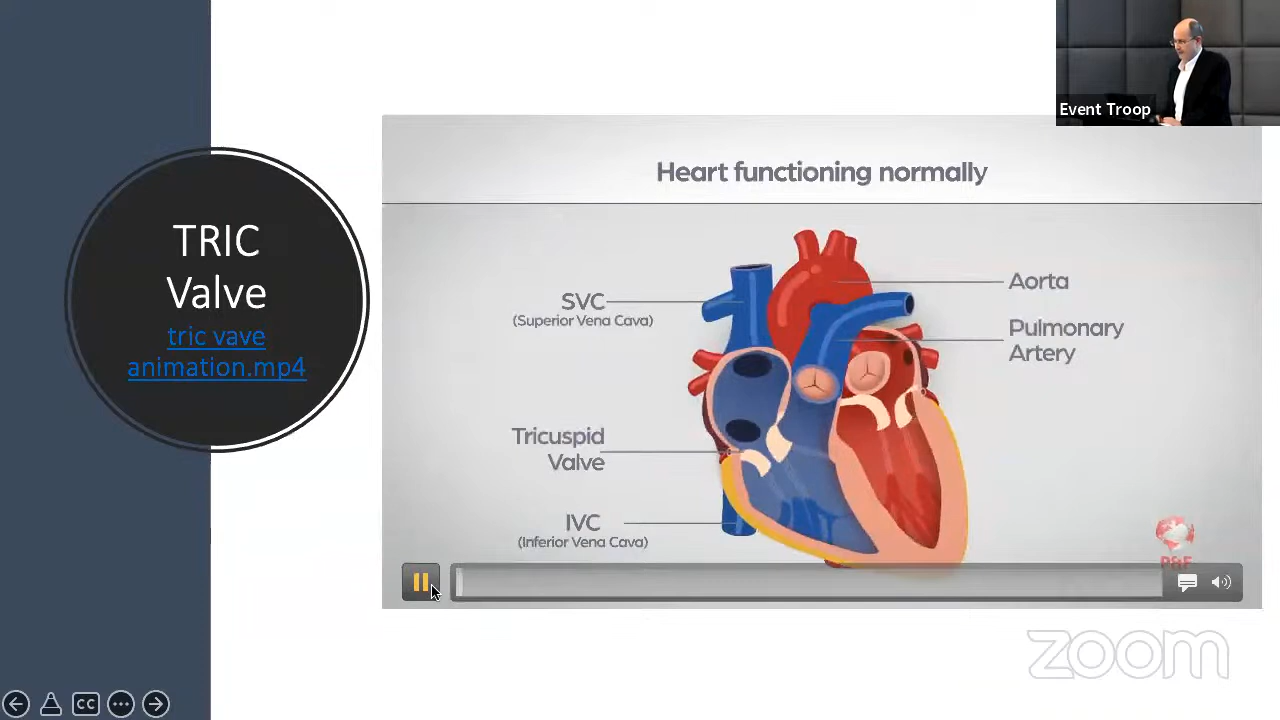 Event Troop
TRIC
Valve
tric vave
animation.mp4
Heart functioning normally
SVC
(Superior Vena Cava)
Aorta
Pulmonary
Artery
Tricuspid
Valve
IVC
(Inferior Vena Cava)
P&F
CC
zoom